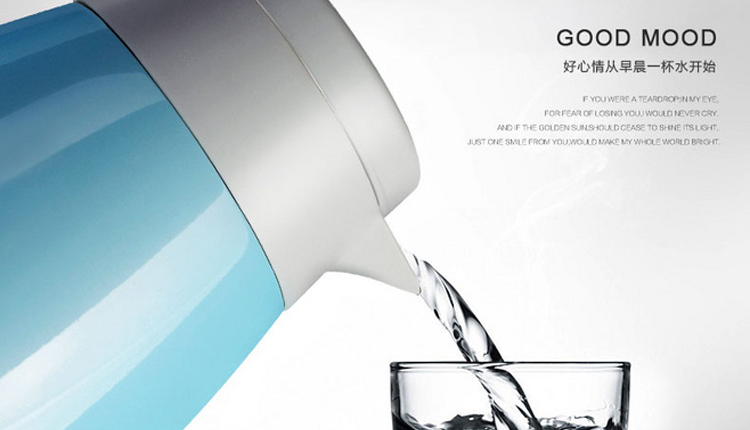 GOOD MOOD
好心情从早晨一杯水开始
IF YOU WERE A TEARDROP;IN MY EYE,
FOR FEAR OF LOSING YOU,I WOULD NEVER CRY.
AND IF THE GOLDEN SUN,SHOULD CEASE TO SHINE ITS LIGHT,
JUST ONE SMILE FROM YOU,WOULD MAKE MY WHOLE WORLD BRIGHT.